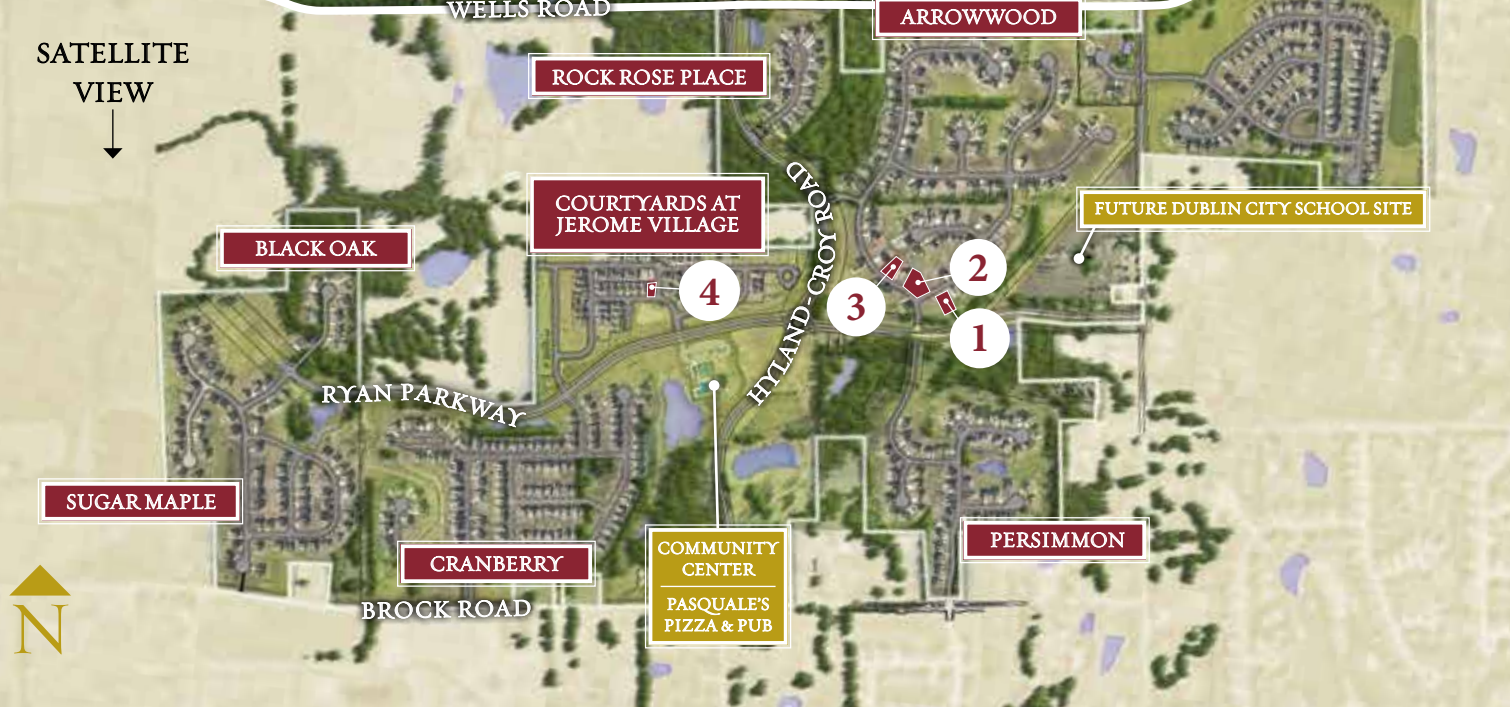 WELLS ROAD
ARROWWOOD
SATELLITE
VIEW
ROCK ROSE PLACE
HYLAND-CROY ROAD
COURTYARDS AT
JEROME VILLAGE
FUTURE DUBLIN CITY SCHOOL SITE
BLACK OAK
2
4
3
1
RYAN PARKWAY
SUGAR MAPLE
PERSIMMON
COMMUNITY
CENTER
PASQUALE'S
PIZZA & PUB
CRANBERRY
BROCK ROAD
N